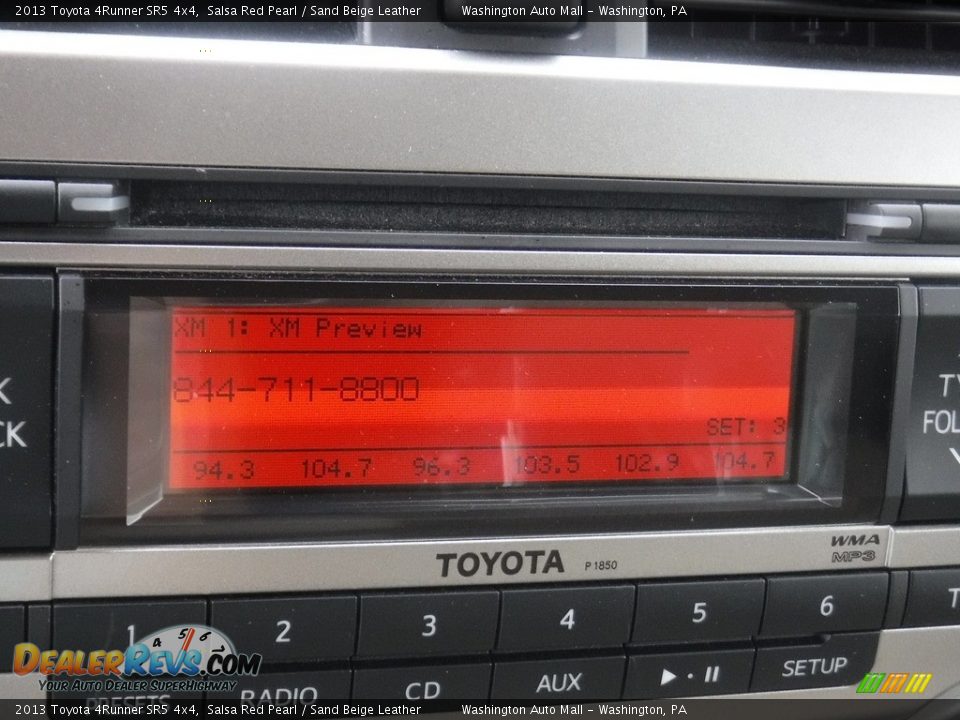 2013 Toyota 4Runner SR5 4x4, Salsa Red Pearl / Sand Beige Leather Washington Auto Mall - Washington, PA
XM 1: XM Preview
844-711-8800
SET: 3
94.3 104.7 96.3 103.5 102.9 104.7
CK
FOL
TOYOTA P1850
WMA
MP3
1 2 3 4 5 6
DEALERREVS.COM
YOUR AUTO DEALER SUPERHIGHWAY
PRESETS RADIO CD AUX SETUP
2013 Toyota 4Runner SR5 4x4, Salsa Red Pearl / Sand Beige Leather Washington Auto Mall - Washington, PA